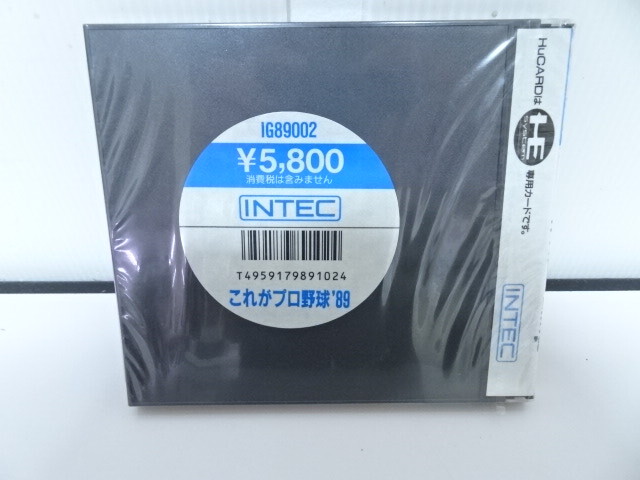 IG89002
¥5,800
消費税は含みません
INTEC
T4959179891024
これがプロ野球'89
HuCARDは
HE
専用カードです。
INTEC